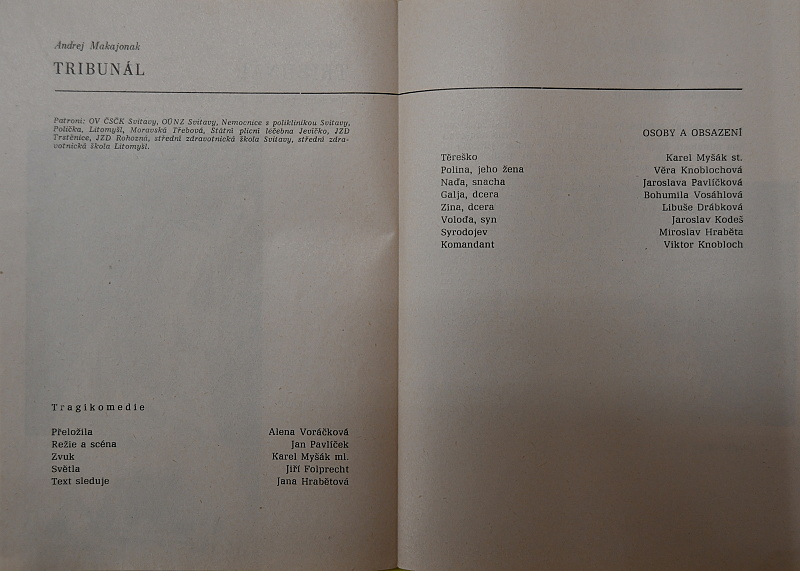 Andrej Makajonak
TRIBUNÁL
Patroni: OV ČSČK Svitavy, OÚNZ Svitavy, Nemocnice s poliklinikou Svitavy,
Polička, Litomyšl, Moravská Třebová, Státní plicní léčebna Jevíčko, JZD
Trstěnice, JZD Rohozná, střední zdravotnická škola Svitavy, střední zdra-
votnická škola Litomyšl.
Tragikomedie
Přeložila Alena Voráčková
Režie a scéna Jan Pavlíček
Zvuk Karel Myšák ml.
Světla Jiří Folprecht
Text sleduje Jana Hrabětová
OSOBY A OBSAZENÍ
Těreško Karel Myšák st.
Polina, jeho žena Věra Knoblochová
Naďa, snacha Jaroslava Pavlíčková
Galja, dcera Bohumila Vosáhlová
Zina, dcera Libuše Drábková
Voloďa, syn Jaroslav Kodeš
Syrodojev Miroslav Hraběta
Komandant Viktor Knobloch